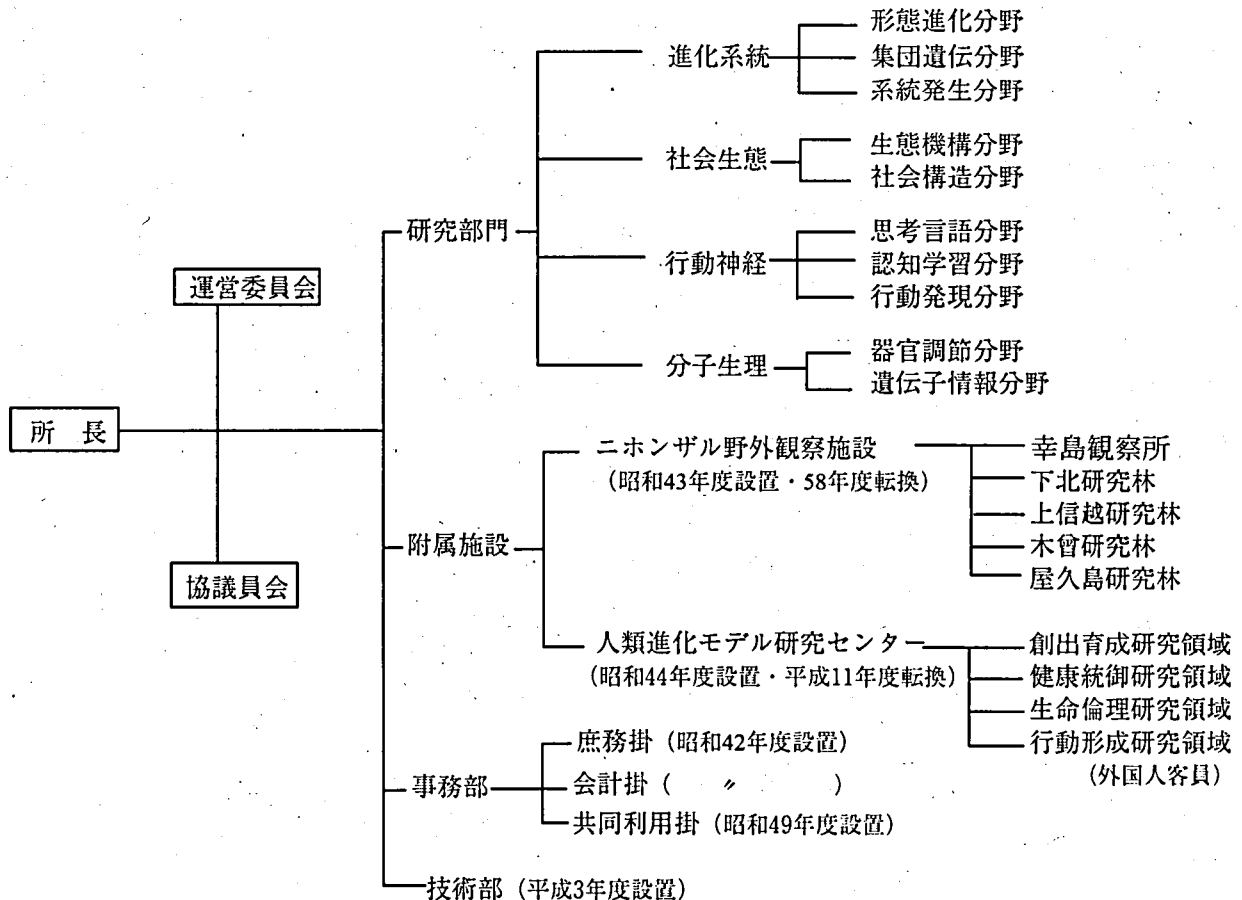 形態進化分野
進化系統
集団遺伝分野
系統発生分野
生態機構分野
社会生態
社会構造分野
研究部門
思考言語分野
行動神経
認知学習分野
行動発現分野
運営委員会
器官調節分野
分子生理
遺伝子情報分野
所 長
ニホンザル野外観察施設
(昭和43年度設置・58年度転換)
幸島観察所
下北研究林
上信越研究林
木曾研究林
屋久島研究林
附属施設
協議員会
人類進化モデル研究センター
(昭和44年度設置・平成11年度転換)
創出育成研究領域
健康統御研究領域
生命倫理研究領域
行動形成研究領域
(外国人客員)
庶務掛(昭和42年度設置)
事務部
会計掛( 〃 )
共同利用掛(昭和49年度設置)
技術部(平成3年度設置)